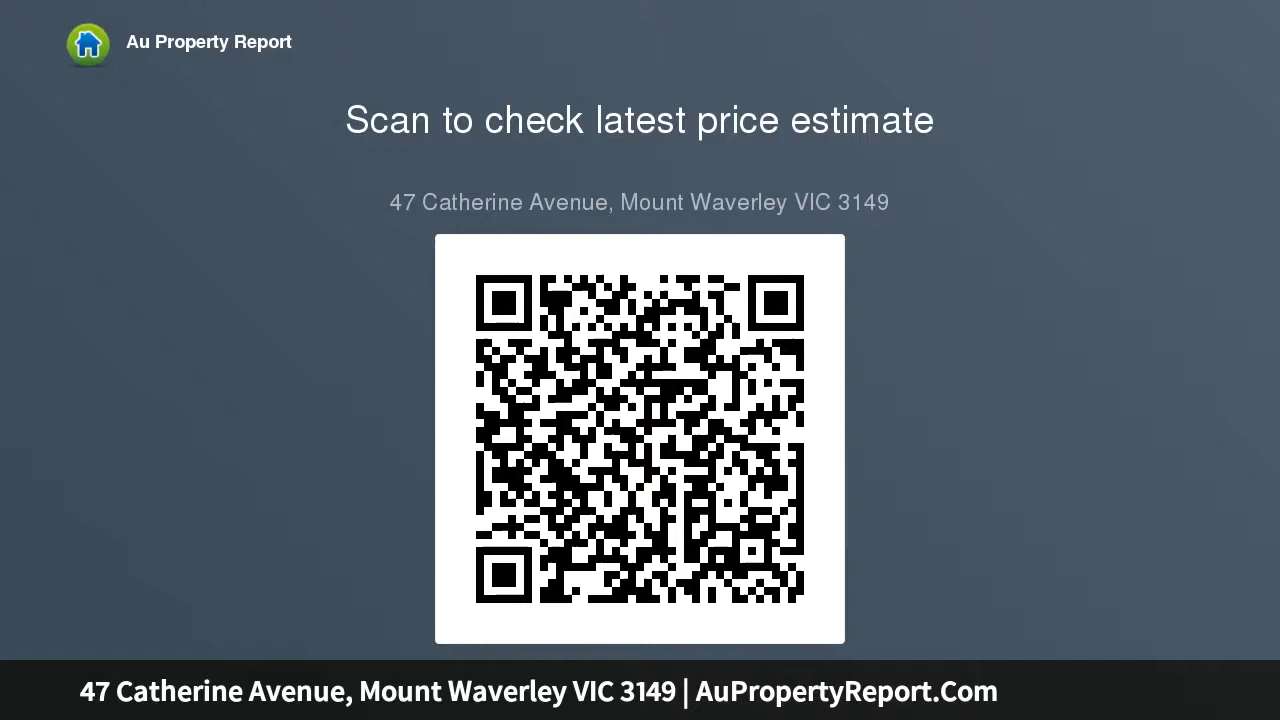 Au Property Report
Scan to check latest price estimate
47 Catherine Avenue, Mount Waverley VIC 3149
47 Catherine Avenue, Mount Waverley VIC 3149 | AuPropertyReport.Com